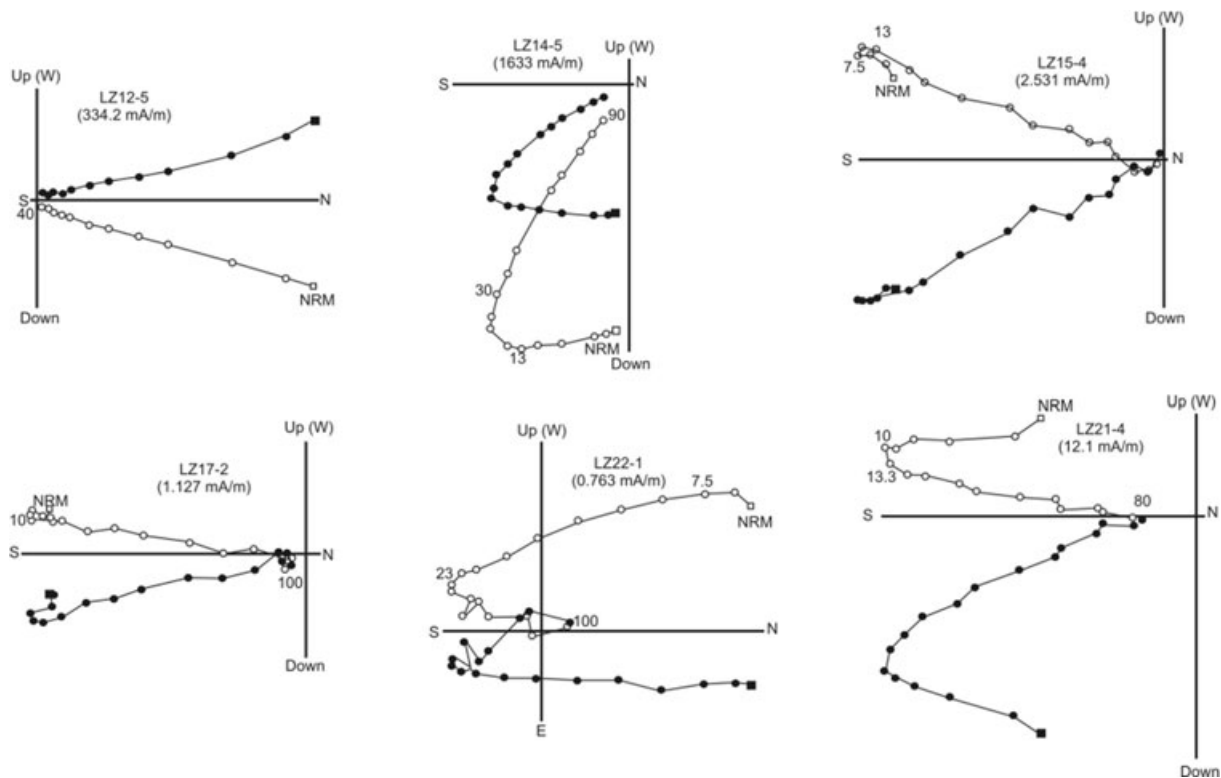 Up (W)
LZ12-5
(334.2 mA/m)
S
N
40
NRM
Down
Up (W)
LZ14-5
(1633 mA/m)
S
N
90
30
13
NRM
Down
Up (W)
LZ15-4
(2.531 mA/m)
13
7.5
NRM
S
N
Down
Up (W)
LZ17-2
(1.127 mA/m)
NRM
10
S
N
100
Down
Up (W)
LZ22-1
(0.763 mA/m)
7.5
NRM
23
100
S
N
E
Up (W)
NRM
LZ21-4
(12.1 mA/m)
10
13.3
80
S
N
Down